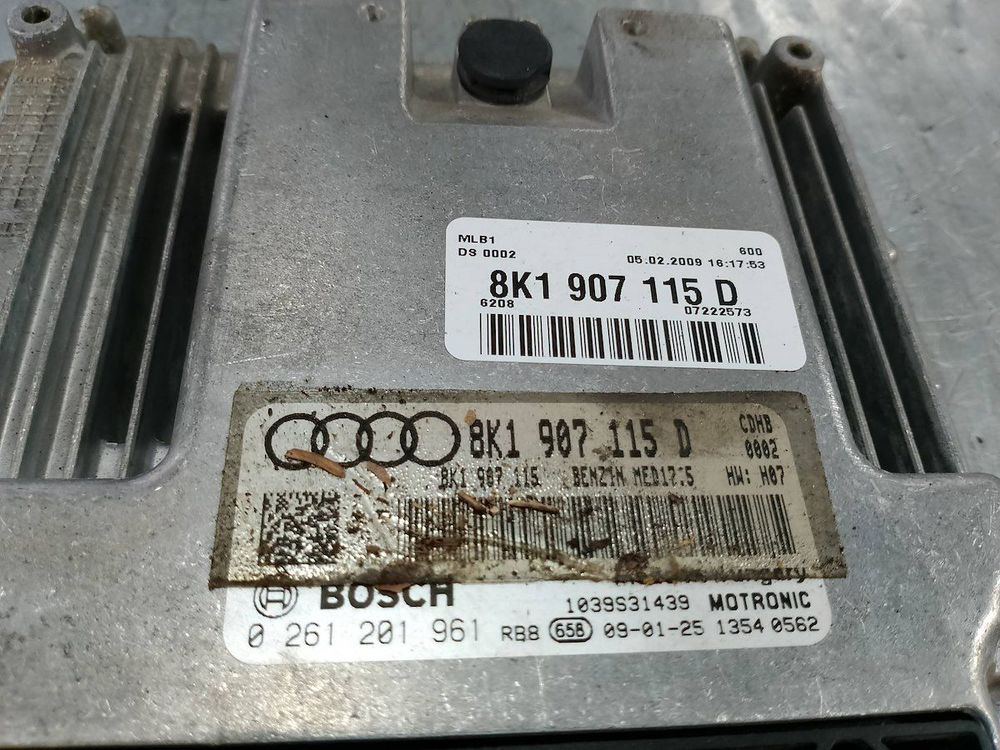 MLB1 600
DS 0002 05.02.2009 16:17:53
8K1 907 115 D
6208 07222573
8K1 907 115 D CDHB
0002
8K1 907 115 BENZIN MED17.5 HW: H07
Hungary
BOSCH 1039S31439 MOTRONIC
0 261 201 961 RB8 658 09-01-25 1354 0562